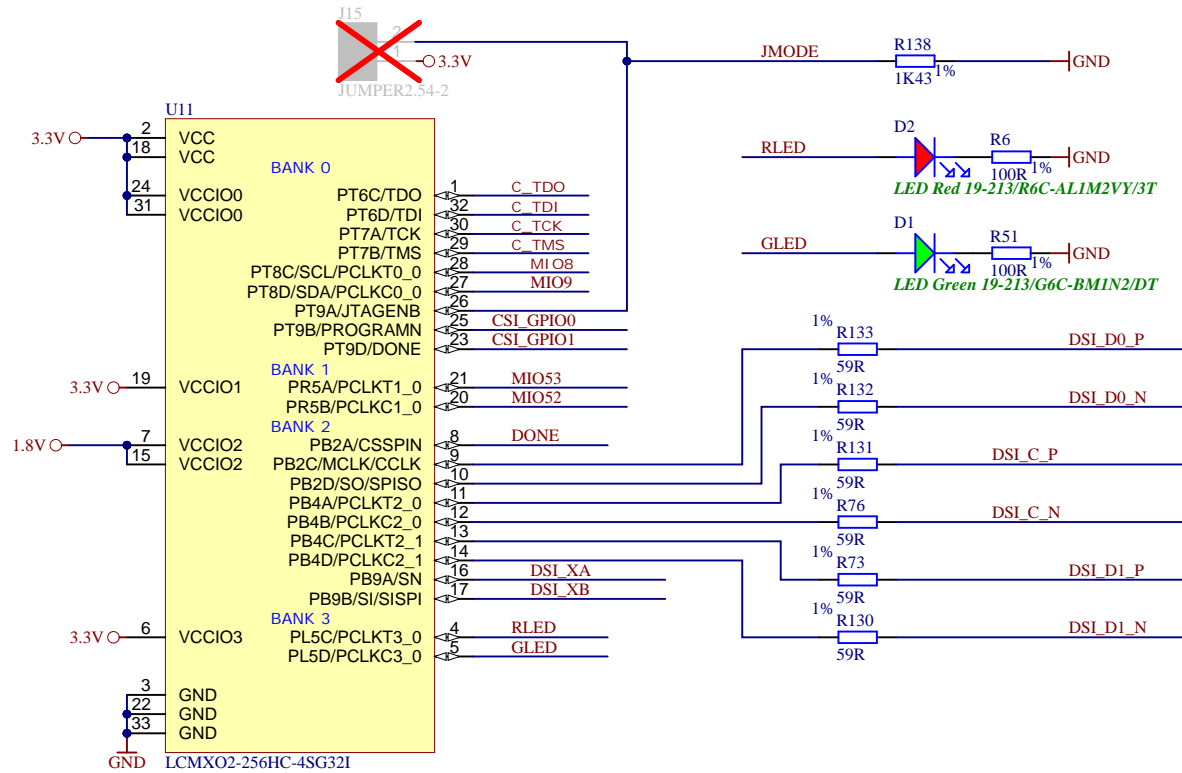 J15
2
1
3.3V
JUMPER2.54-2
JMODE
R138
1K43
1%
GND
U11
3.3V
2
VCC
18
VCC
BANK 0
24
VCCIO0
31
VCCIO0
PT6C/TDO
1
C_TDO
PT6D/TDI
32
C_TDI
PT7A/TCK
30
C_TCK
PT7B/TMS
29
C_TMS
PT8C/SCL/PCLKT0_0
28
MIO8
PT8D/SDA/PCLKC0_0
27
MIO9
PT9A/JTAGENB
26
PT9B/PROGRAMN
25
CSI_GPIO0
PT9D/DONE
23
CSI_GPIO1
RLED
D2
R6
100R
1%
GND
LED Red 19-213/R6C-AL1M2VY/3T
GLED
D1
R51
100R
1%
GND
LED Green 19-213/G6C-BM1N2/DT
BANK 1
3.3V
19
VCCIO1
PR5A/PCLKT1_0
21
MIO53
PR5B/PCLKC1_0
20
MIO52
BANK 2
1.8V
7
VCCIO2
15
VCCIO2
PB2A/CSSPIN
8
DONE
PB2C/MCLK/CCLK
9
PB2D/SO/SPISO
10
PB4A/PCLKT2_0
11
PB4B/PCLKC2_0
12
PB4C/PCLKT2_1
13
PB4D/PCLKC2_1
14
PB9A/SN
16
DSI_XA
PB9B/SI/SISPI
17
DSI_XB
1%
R133
59R
DSI_D0_P
1%
R132
59R
DSI_D0_N
1%
R131
59R
DSI_C_P
1%
R76
59R
DSI_C_N
1%
R73
59R
DSI_D1_P
1%
R130
59R
DSI_D1_N
BANK 3
3.3V
6
VCCIO3
PL5C/PCLKT3_0
4
RLED
PL5D/PCLKC3_0
5
GLED
3
GND
22
GND
33
GND
GND
LCMXO2-256HC-4SG32I